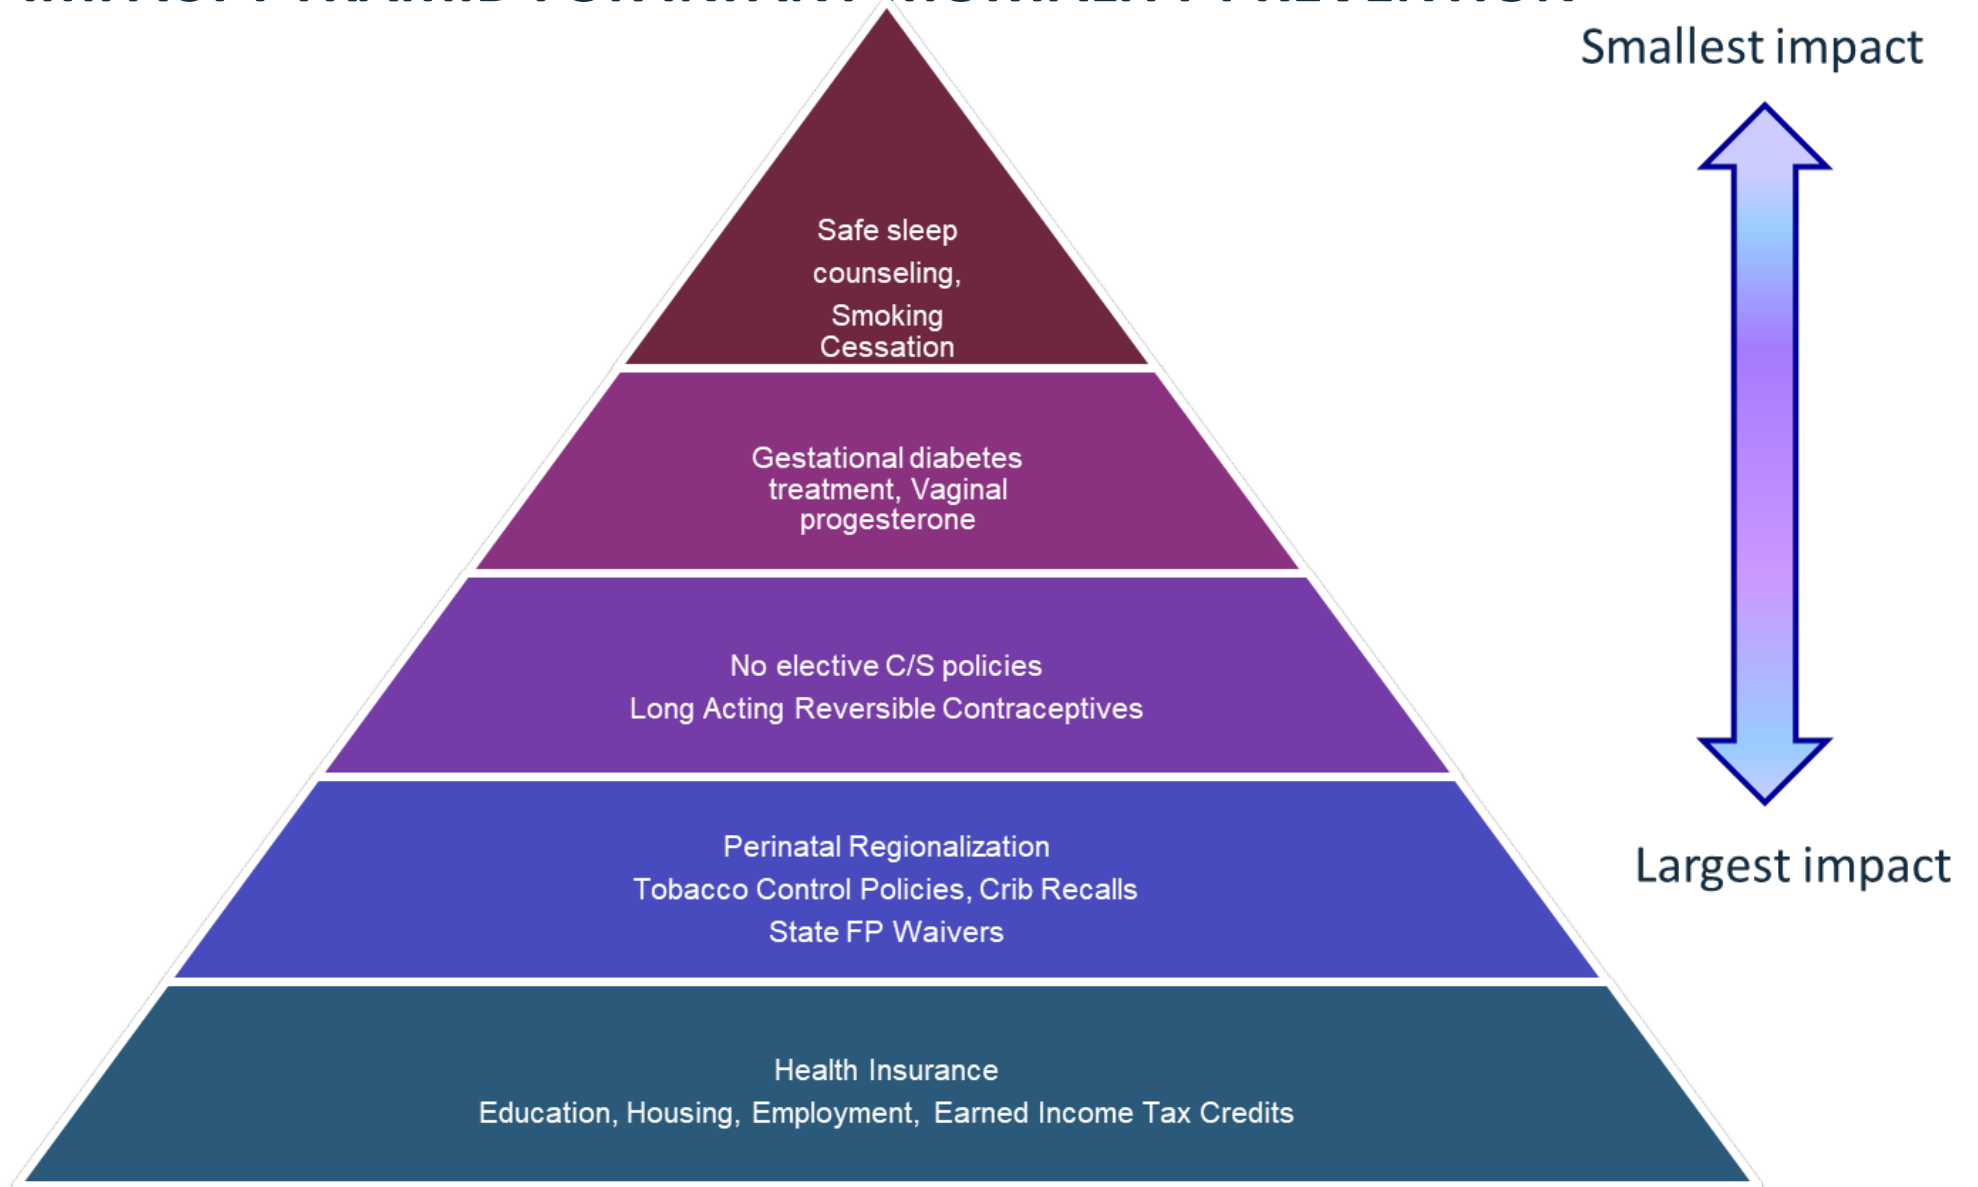 Smallest impact
Safe sleep
counseling,
Smoking
Cessation
Gestational diabetes
treatment, Vaginal
progesterone
No elective C/S policies
Long Acting Reversible Contraceptives
Perinatal Regionalization
Tobacco Control Policies, Crib Recalls
State FP Waivers
Largest impact
Health Insurance
Education, Housing, Employment, Earned Income Tax Credits